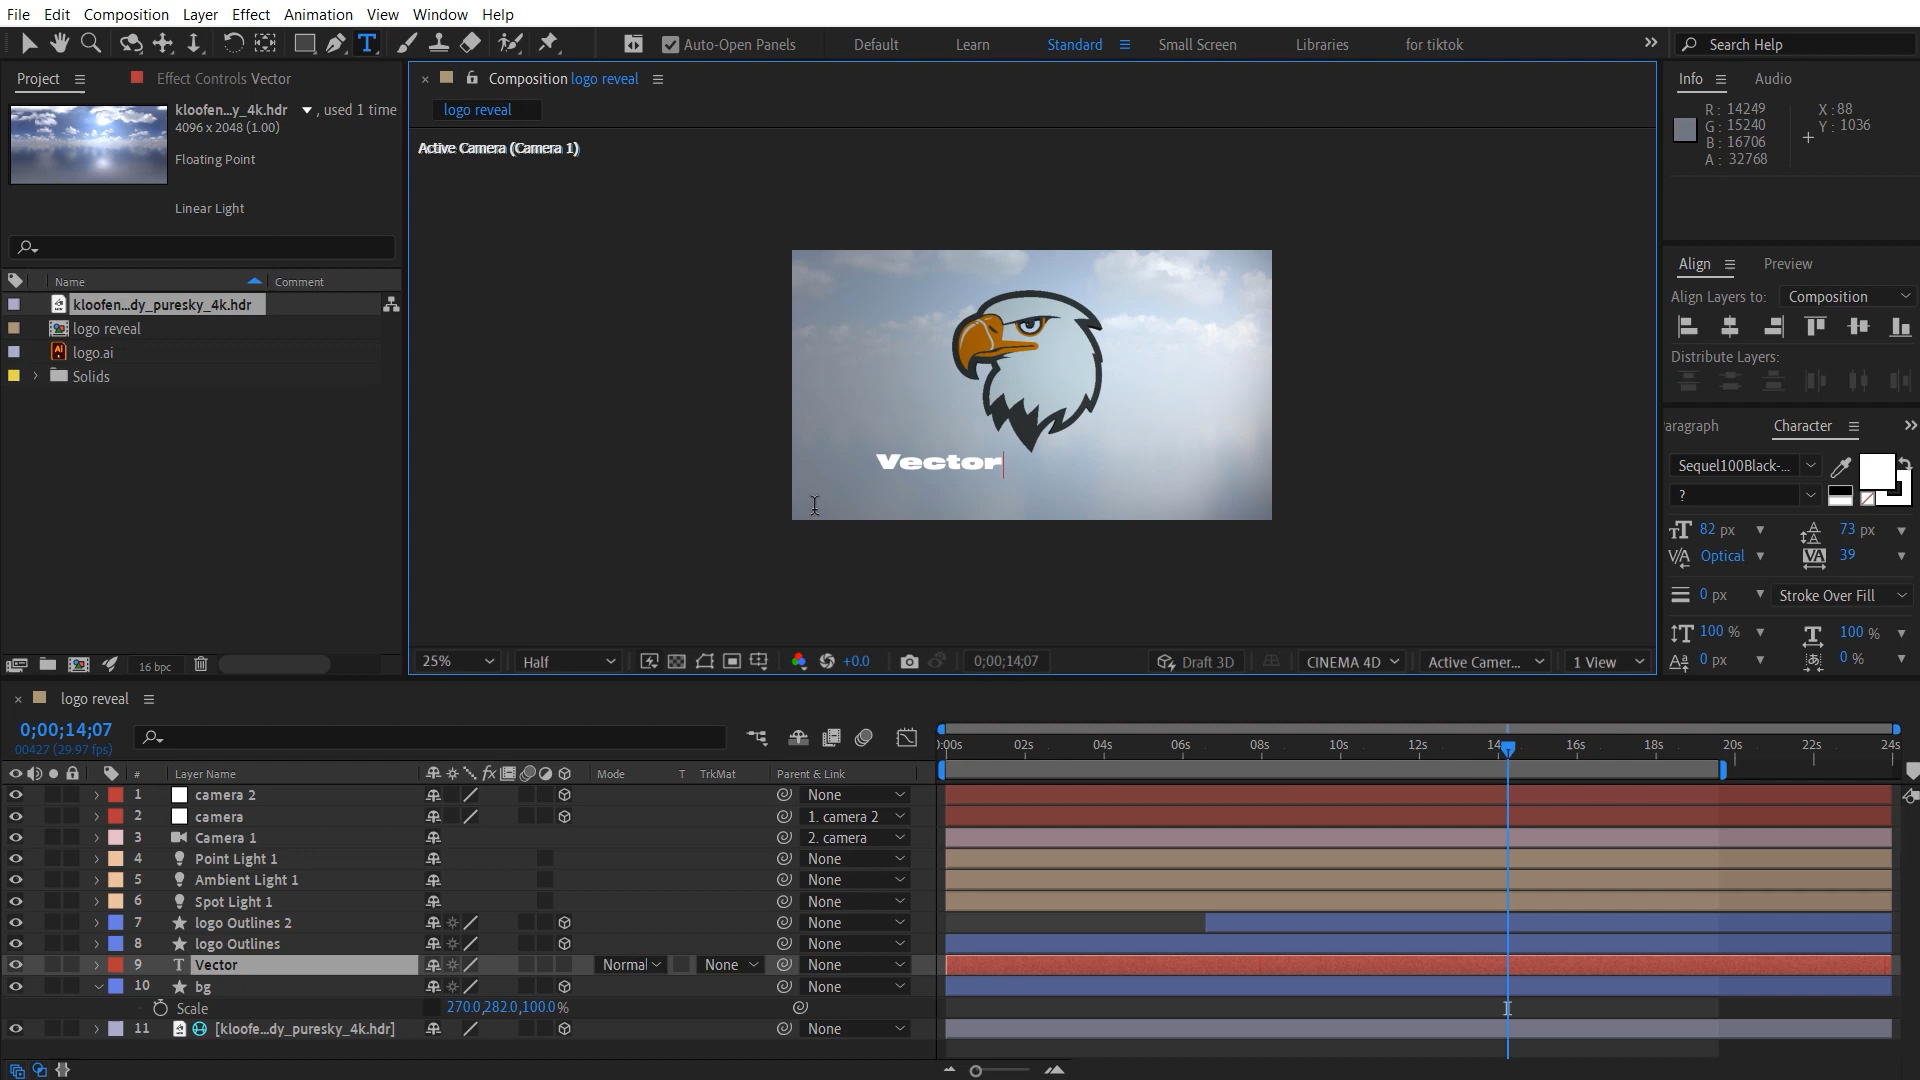 File Edit Composition Layer Effect Animation View Window Help
Auto-Open Panels Default Learn Standard Small Screen Libraries for tiktok Search Help
Project Effect Controls Vector
kloofen...y_4k.hdr , used 1 time
4096 x 2048 (1.00)
Floating Point
Linear Light
Name Comment
kloofen...dy_puresky_4k.hdr
logo reveal
logo.ai
Solids
16 bpc
Composition logo reveal
logo reveal
Active Camera (Camera 1)
Vector
25% Half +0.0 0;00;14;07 Draft 3D CINEMA 4D Active Camer... 1 View
Info Audio
R: 14249 X: 88
G: 15240 Y: 1036
B: 16706
A: 32768
Align Preview
Align Layers to: Composition
Distribute Layers:
aragraph Character
Sequel100Black-...
?
82 px 73 px
Optical 39
0 px Stroke Over Fill
100 % 100 %
0 px 0 %
logo reveal
0;00;14;07
00427 (29.97 fps)
):00s 02s 04s 06s 08s 10s 12s 14s 16s 18s 20s 22s 24s
# Layer Name Mode T TrkMat Parent & Link
1 camera 2 None
2 camera 1. camera 2
3 Camera 1 2. camera
4 Point Light 1 None
5 Ambient Light 1 None
6 Spot Light 1 None
7 logo Outlines 2 None
8 logo Outlines None
9 T Vector Normal None None
10 bg None
Scale 270.0,282.0,100.0%
11 [kloofe...dy_puresky_4k.hdr] None